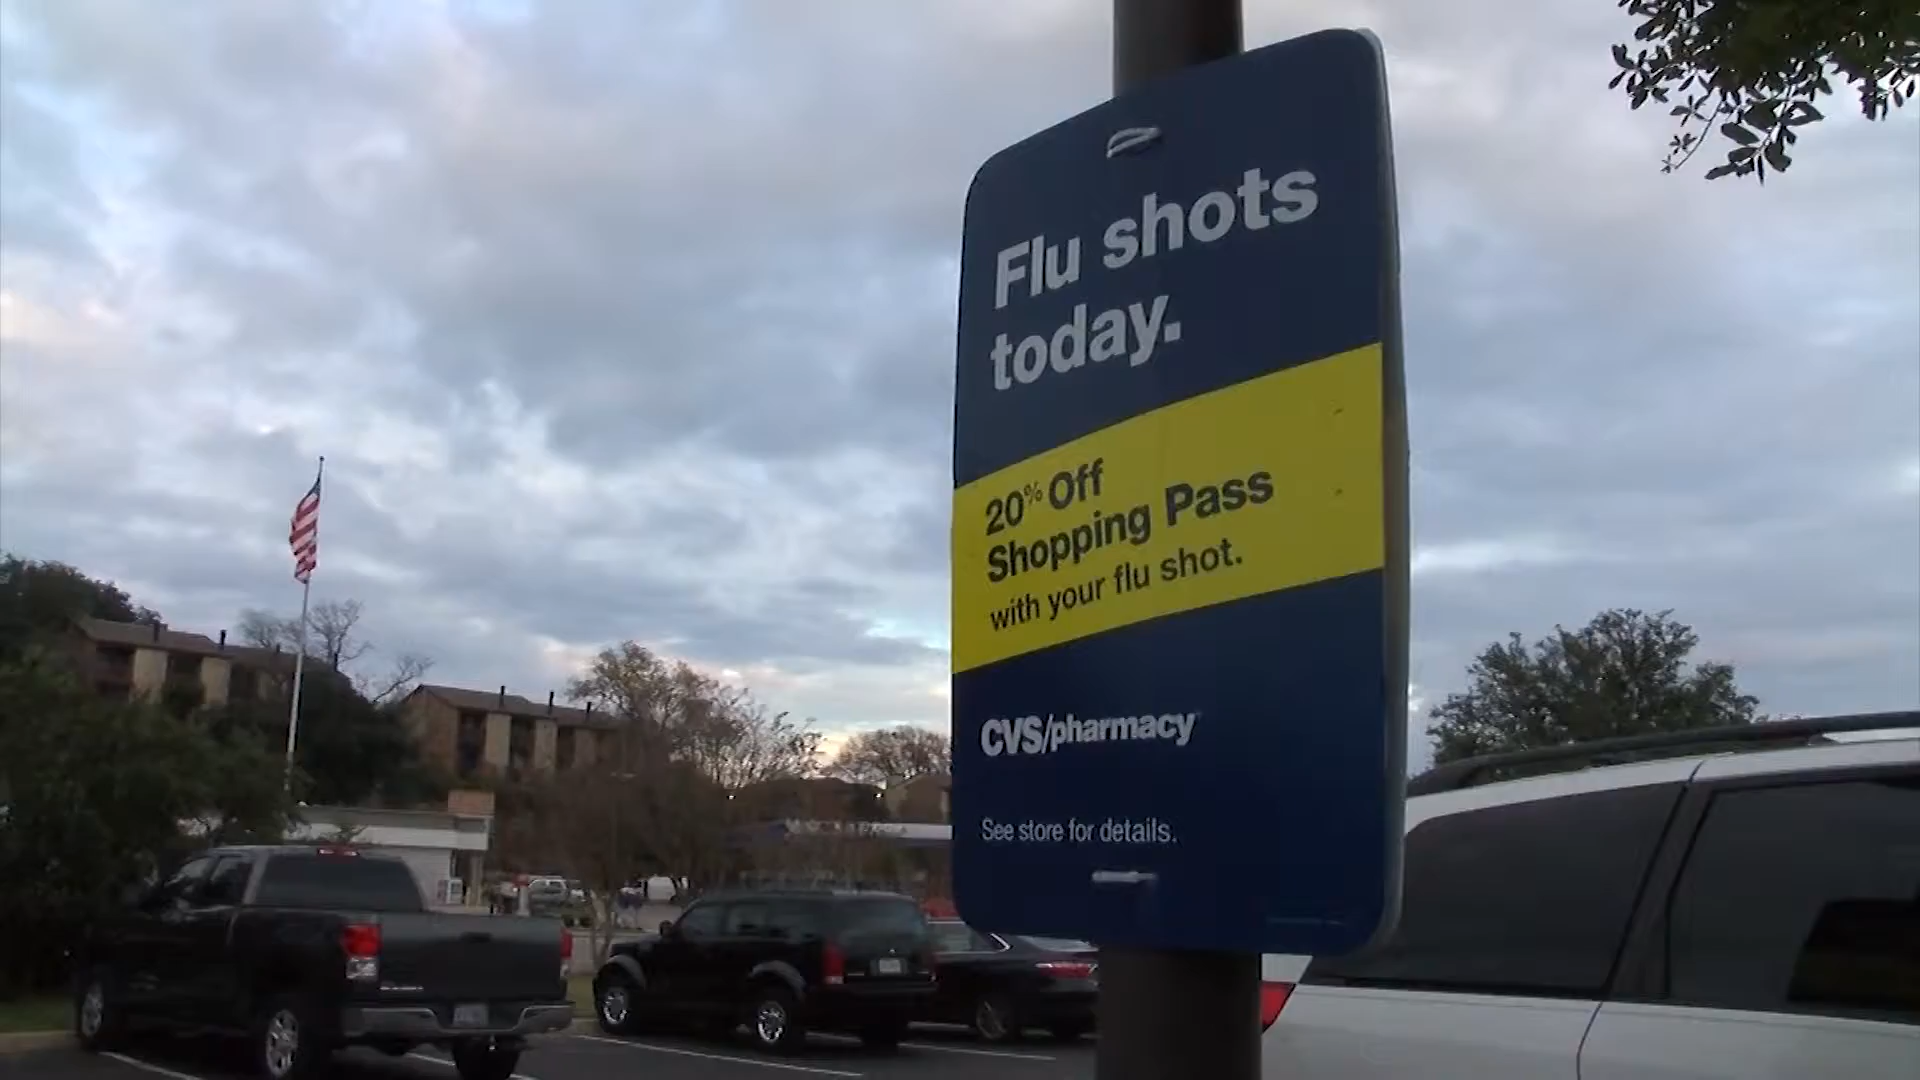 Flu shots
today.
20% Off
Shopping Pass
with your flu shot.
CVS/pharmacy
See store for details.